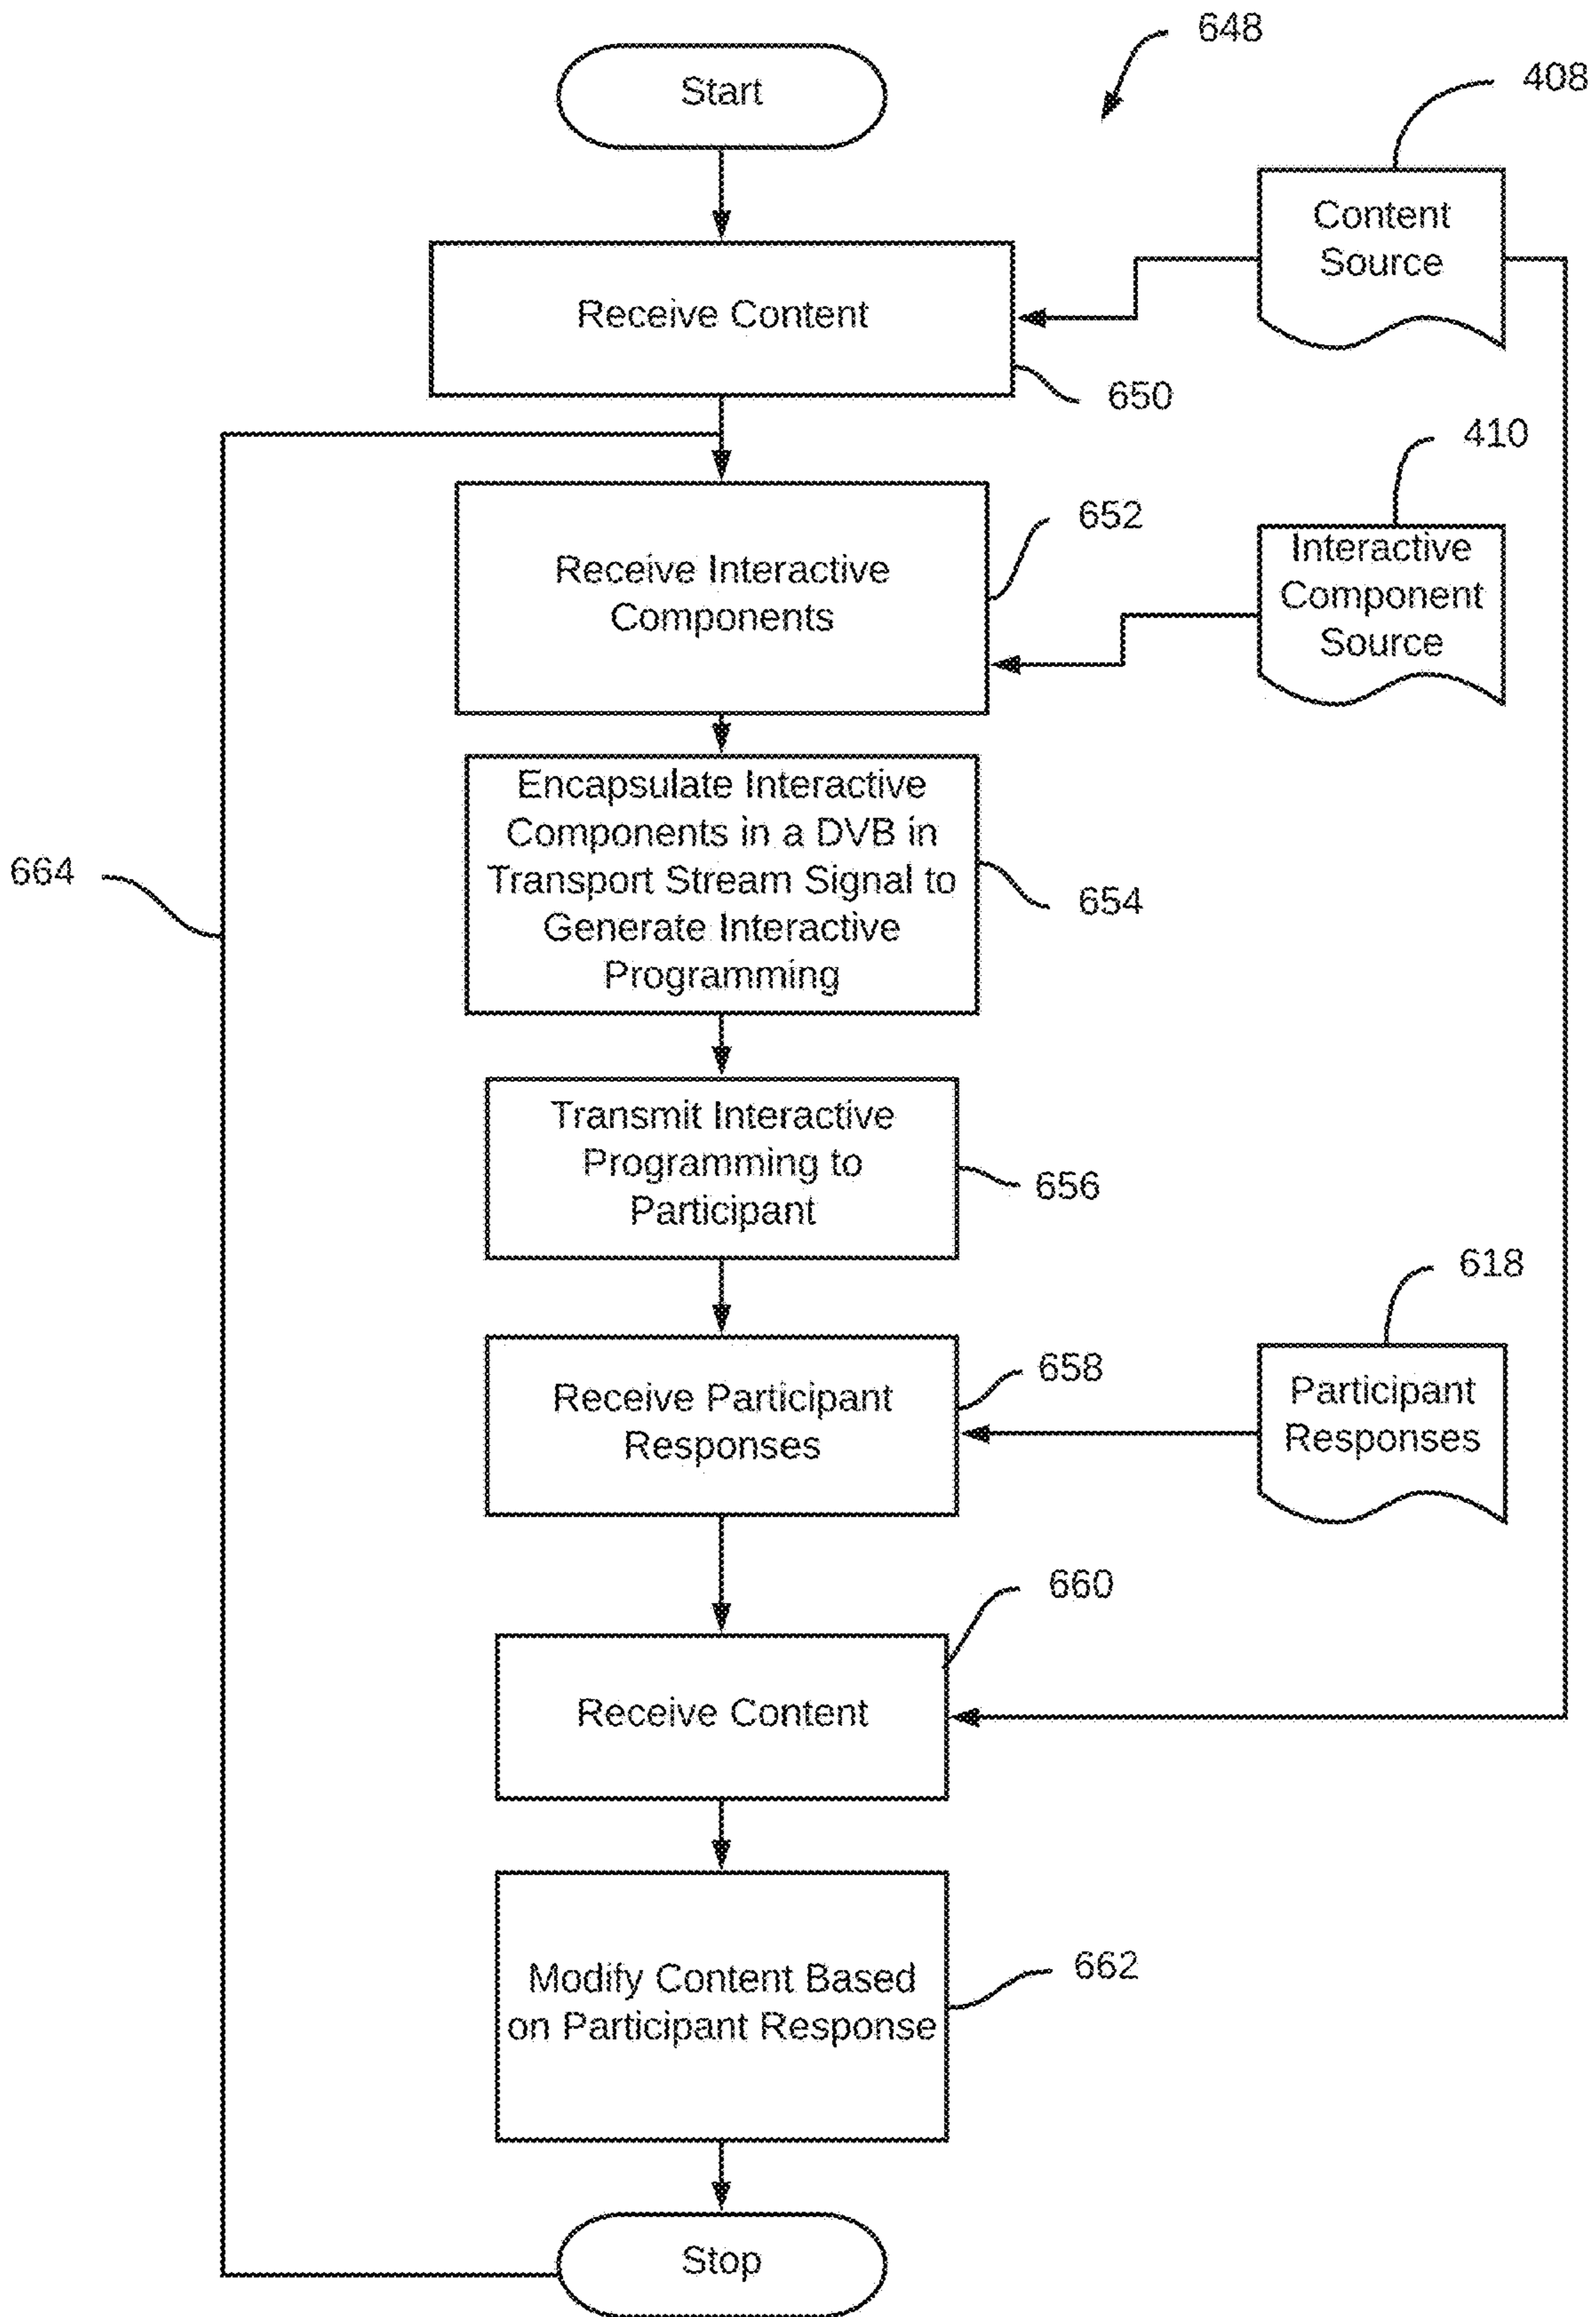 648
Start
408
Content
Source
Receive Content
650
410
652
Interactive
Component
Source
Receive Interactive
Components
Encapsulate Interactive
Components in a DVB in
Transport Stream Signal to
Generate Interactive
Programming
664
654
Transmit Interactive
Programming to
Participant
656
618
658
Participant
Responses
Receive Participant
Responses
660
Receive Content
662
Modify Content Based
on Participant Response
Stop